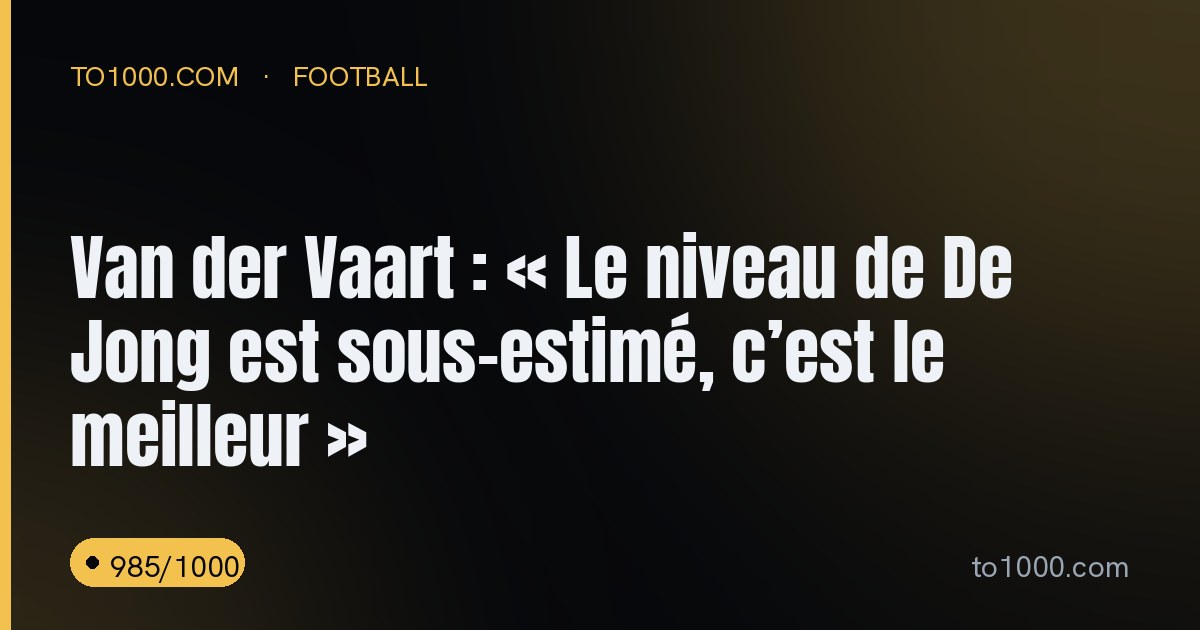 TO1000.COM · FOOTBALL
Van der Vaart : « Le niveau de De
Jong est sous-estimé, c’est le
meilleur »
985/1000
to1000.com